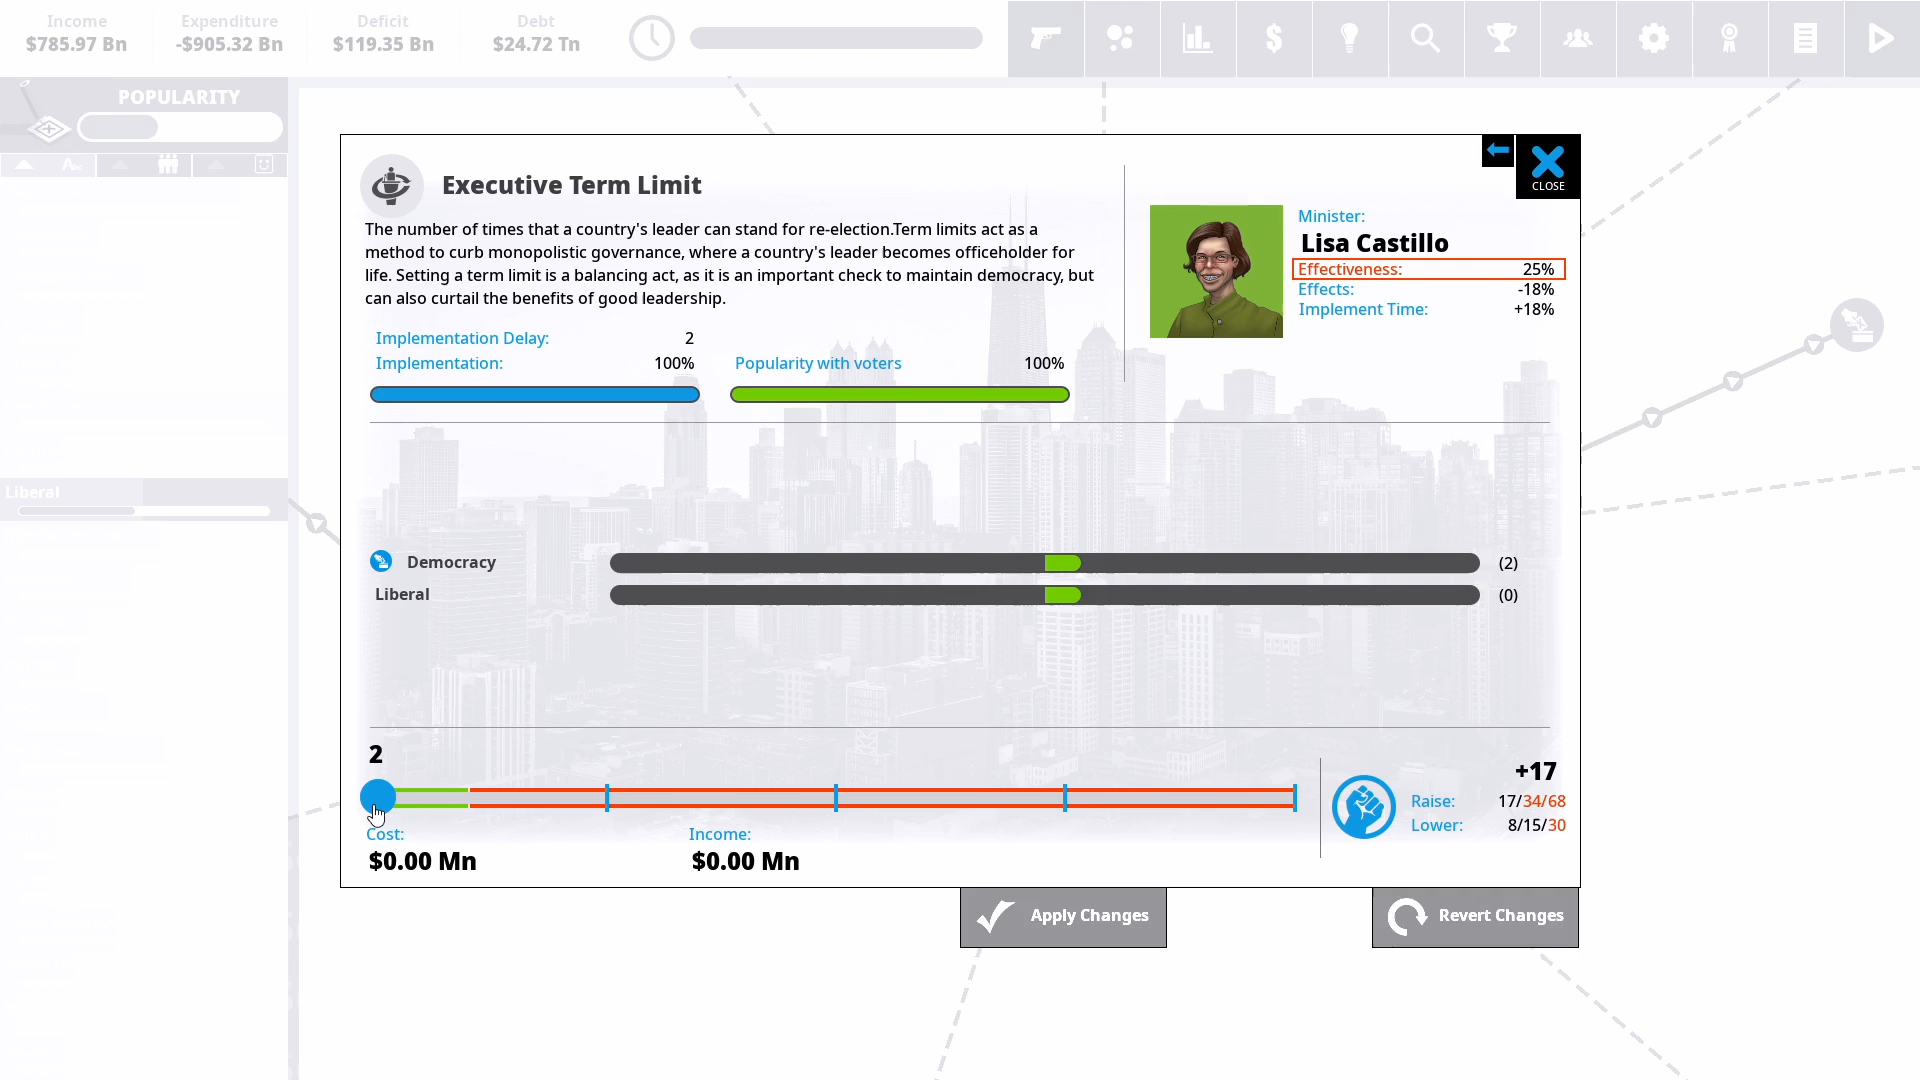 Income
$785.97 Bn
Expenditure
-$905.32 Bn
Deficit
$119.35 Bn
Debt
$24.72 Tn
POPULARITY
Liberal
Executive Term Limit
The number of times that a country's leader can stand for re-election.Term limits act as a
method to curb monopolistic governance, where a country's leader becomes officeholder for
life. Setting a term limit is a balancing act, as it is an important check to maintain democracy, but
can also curtail the benefits of good leadership.
Implementation Delay: 2
Implementation: 100%
Popularity with voters 100%
CLOSE
Minister:
Lisa Castillo
Effectiveness: 25%
Effects: -18%
Implement Time: +18%
Democracy (2)
Liberal (0)
2
Cost:
$0.00 Mn
Income:
$0.00 Mn
+17
Raise: 17/34/68
Lower: 8/15/30
Apply Changes
Revert Changes